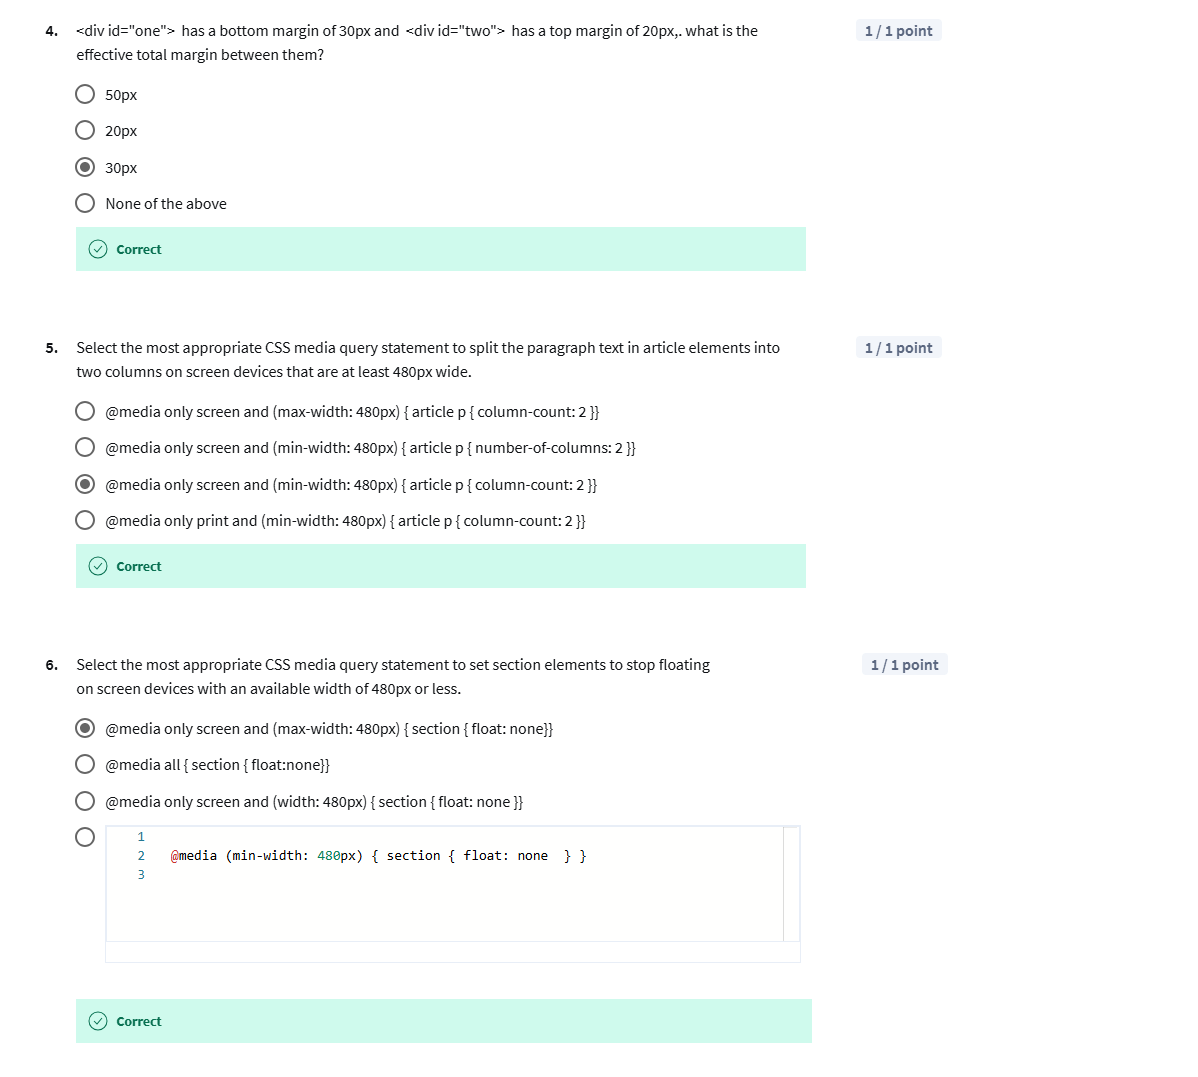 4. <div id="one"> has a bottom margin of 30px and <div id="two"> has a top margin of 20px,. what is the 1 / 1 point
effective total margin between them?
50px
20px
30px
None of the above
Correct
5. Select the most appropriate CSS media query statement to split the paragraph text in article elements into 1 / 1 point
two columns on screen devices that are at least 480px wide.
@media only screen and (max-width: 480px) { article p { column-count: 2 }}
@media only screen and (min-width: 480px) { article p { number-of-columns: 2 }}
@media only screen and (min-width: 480px) { article p { column-count: 2 }}
@media only print and (min-width: 480px) { article p { column-count: 2 }}
Correct
6. Select the most appropriate CSS media query statement to set section elements to stop floating 1 / 1 point
on screen devices with an available width of 480px or less.
@media only screen and (max-width: 480px) { section { float: none}}
@media all { section { float:none}}
@media only screen and (width: 480px) { section { float: none }}
1
2 @media (min-width: 480px) { section { float: none  } }
3
Correct